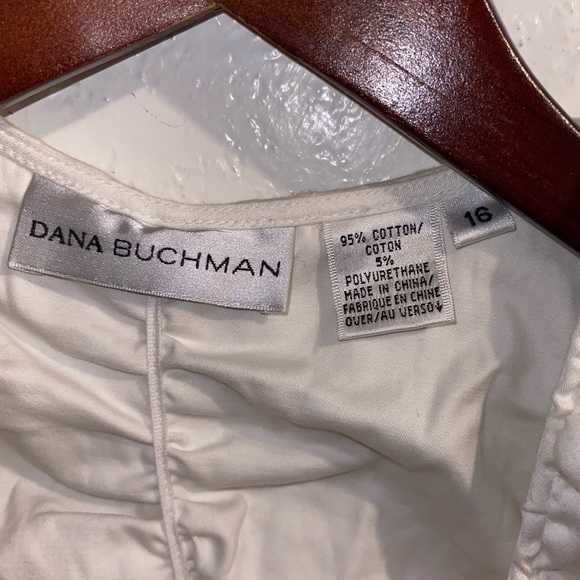 DANA BUCHMAN
95% COTTON/
COTON
5%
POLYURETHANE
MADE IN CHINA/
FABRIQUE EN CHINE
OVER/AU VERSO↓
16